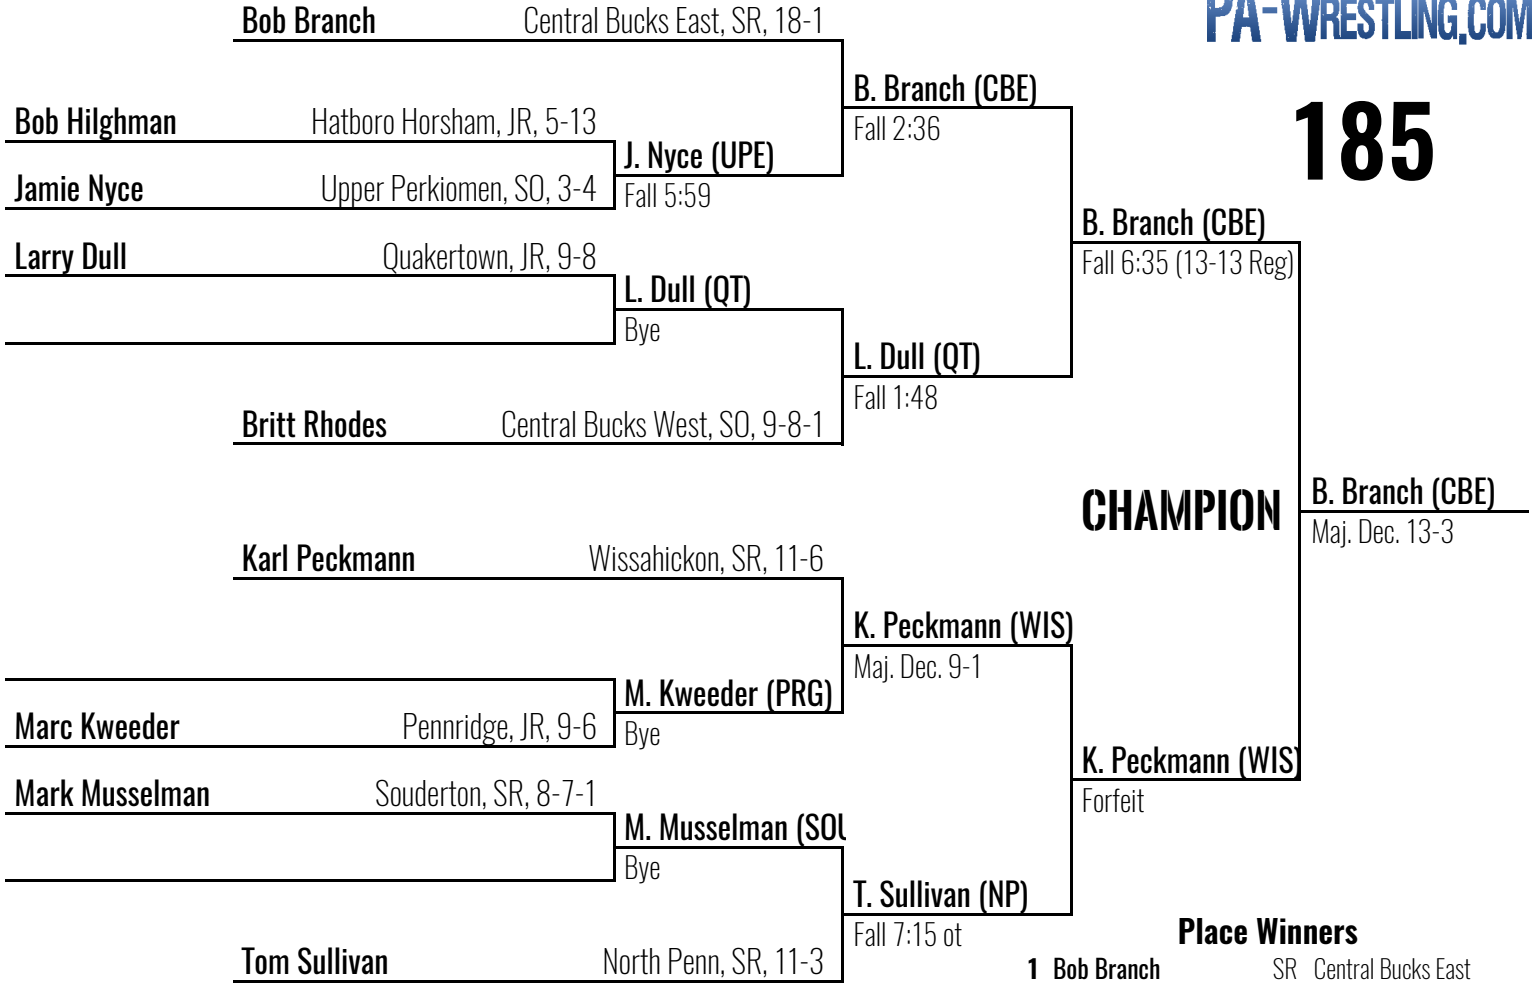 PA-WRESTLING.COM
185
Bob Branch Central Bucks East, SR, 18-1
B. Branch (CBE)
Fall 2:36
Bob Hilghman Hatboro Horsham, JR, 5-13
J. Nyce (UPE)
Fall 5:59
Jamie Nyce Upper Perkiomen, SO, 3-4
B. Branch (CBE)
Fall 6:35 (13-13 Reg)
Larry Dull Quakertown, JR, 9-8
L. Dull (QT)
Bye
L. Dull (QT)
Fall 1:48
Britt Rhodes Central Bucks West, SO, 9-8-1
CHAMPION
B. Branch (CBE)
Maj. Dec. 13-3
Karl Peckmann Wissahickon, SR, 11-6
K. Peckmann (WIS)
Maj. Dec. 9-1
M. Kweeder (PRG)
Bye
Marc Kweeder Pennridge, JR, 9-6
K. Peckmann (WIS)
Forfeit
Mark Musselman Souderton, SR, 8-7-1
M. Musselman (SOU
Bye
T. Sullivan (NP)
Fall 7:15 ot
Tom Sullivan North Penn, SR, 11-3
Place Winners
1 Bob Branch SR Central Bucks East